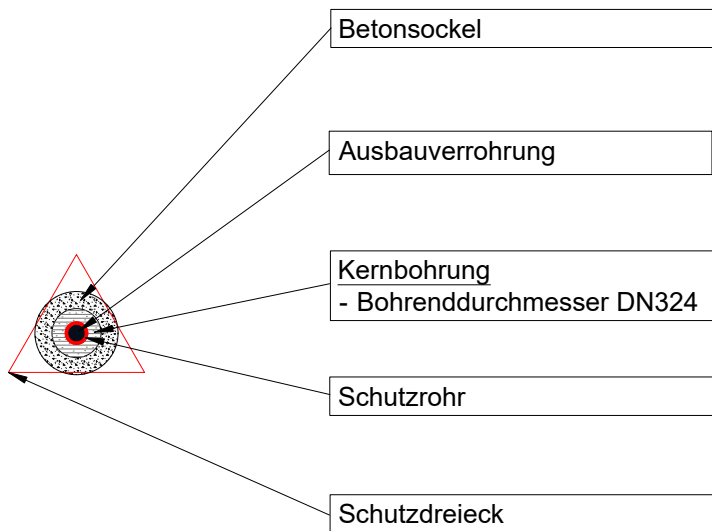 Betonsockel
Ausbauverrohrung
Kernbohrung
- Bohrenddurchmesser DN324
Schutzrohr
Schutzdreieck